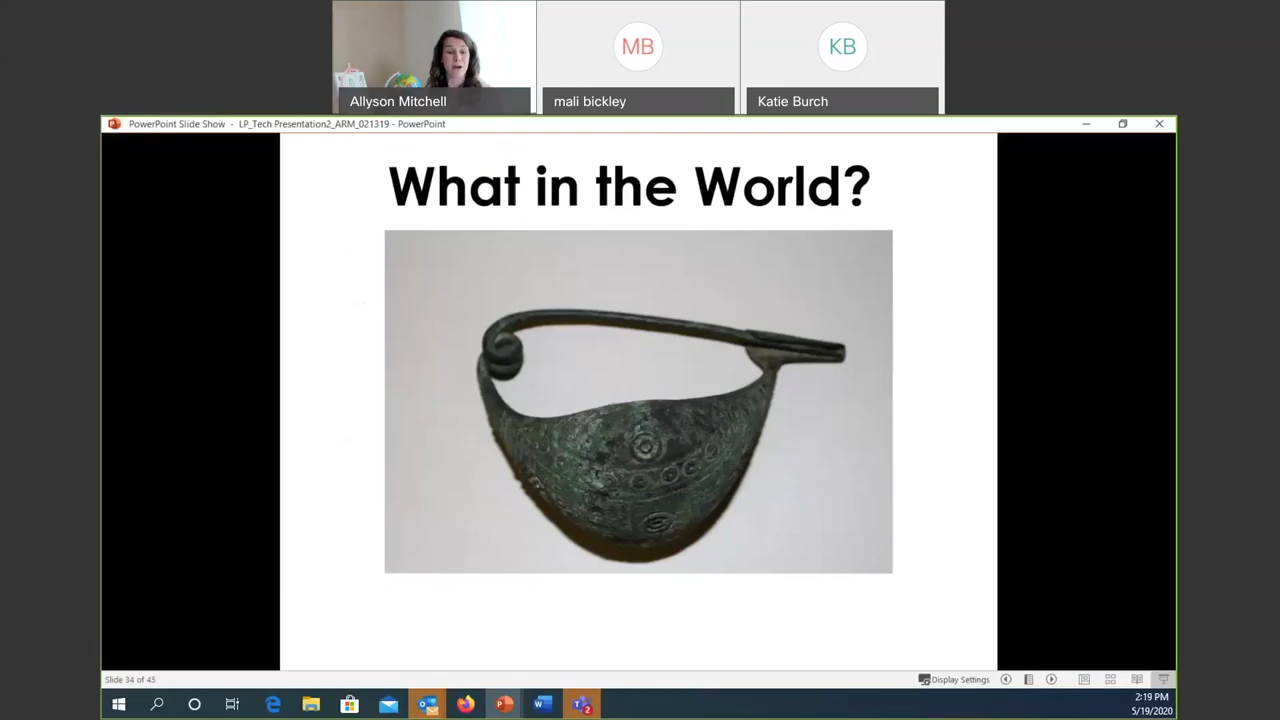 MB
KB
Allyson Mitchell
mali bickley
Katie Burch
PowerPoint Slide Show - LP_Tech Presentation2_ARM_021319 - PowerPoint
What in the World?
Slide 34 of 45
Display Settings
2:19 PM
5/19/2020